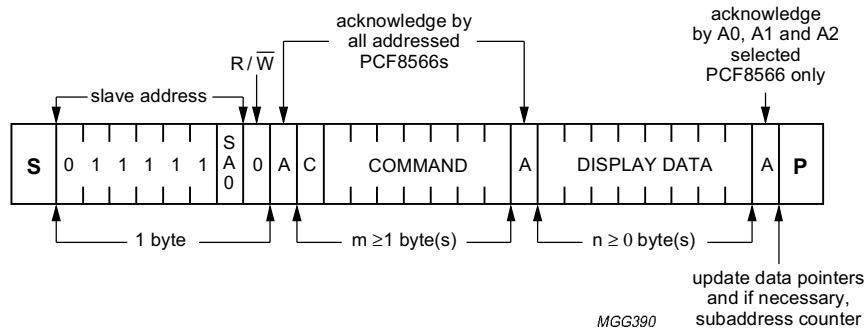 acknowledge by
all addressed
PCF8566s
acknowledge
by A0, A1 and A2
selected
PCF8566 only
R / W
slave address
S 0 1 1 1 1 1 S A 0 0 A C COMMAND A DISPLAY DATA A P
1 byte
m ≥1 byte(s)
n ≥ 0 byte(s)
update data pointers
and if necessary,
subaddress counter
MGG390